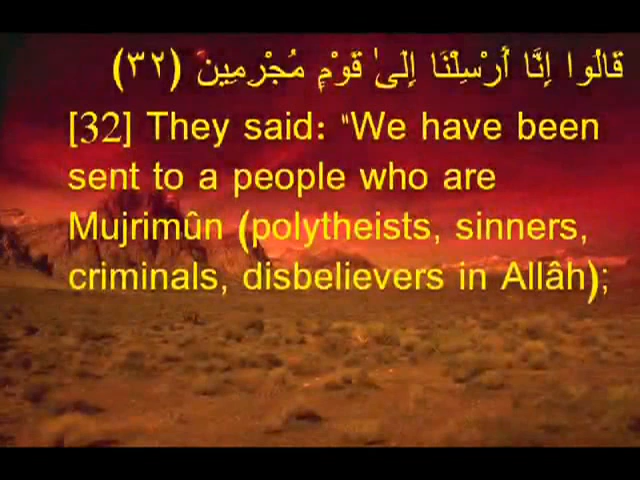 قَالُوا إِنَّا أُرْسِلْنَا إِلَىٰ قَوْمٍ مُجْرِمِينَ (٣٢)
[32] They said: "We have been
sent to a people who are
Mujrimûn (polytheists, sinners,
criminals, disbelievers in Allâh);